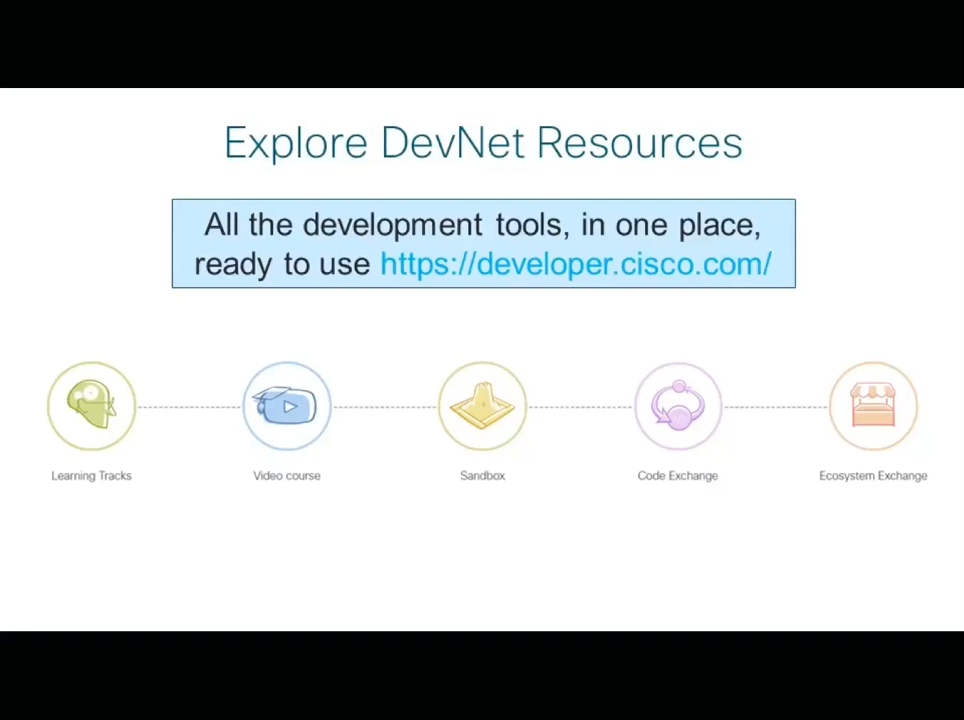 Explore DevNet Resources
All the development tools, in one place,
ready to use https://developer.cisco.com/
Learning Tracks
Video course
Sandbox
Code Exchange
Ecosystem Exchange